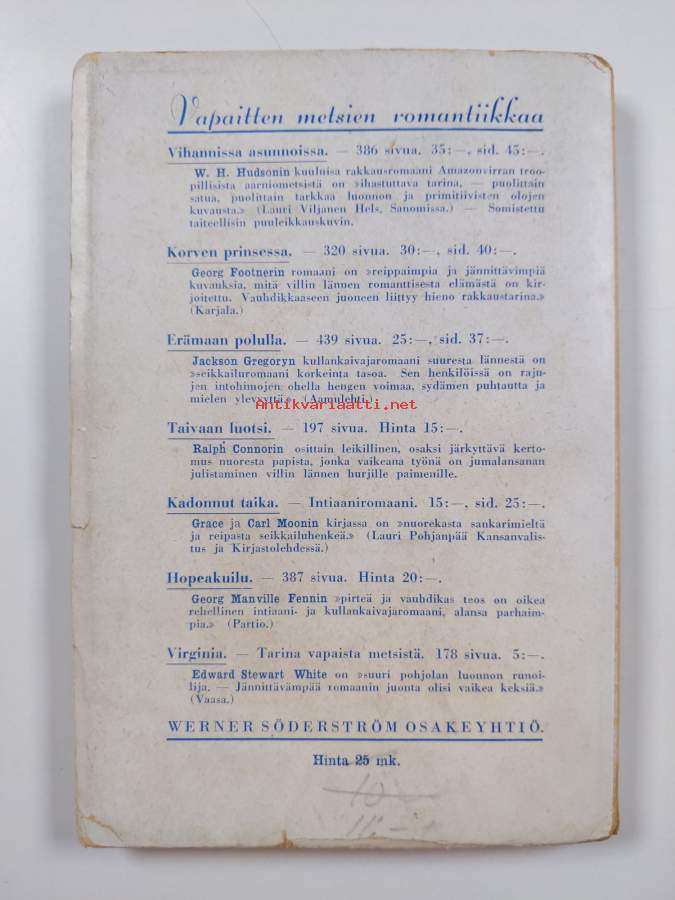 Vapaitten metsien romantiikkaa
Vihannissa asunnoissa. — 386 sivua. 35:—, sid. 45:—.
W. H. Hudsonin kuuluisa rakkausromaani Amazonvirran troo-
pillisista aarniometsistä on »ihastuttava tarina, — puolittain
satua, puolittain tarkkaa luonnon ja primitiivisten olojen
kuvausta.» (Lauri Viljanen Hels. Sanomissa.) — Somistettu
taiteellisin puuleikkauskuvin.
Korven prinsessa. — 320 sivua. 30:—, sid. 40:—.
Georg Footnerin romaani on »reippaimpia ja jännittävimpiä
kuvauksia, mitä villin lännen romanttisesta elämästä on kir-
joitettu. Vauhdikkaaseen juoneen liittyy hieno rakkaustarina.»
(Karjala.)
Erämaan polulla. — 439 sivua. 25:—, sid. 37:—.
Jackson Gregoryn kullankaivajaromaani suuresta lännestä on
»seikkailuromaani korkeinta tasoa. Sen henkilöissä on raju-
jen intohimojen ohella hengen voimaa, sydämen puhtautta ja
mielen ylevyyttä.» (Aamulehti.)
Antikvariaatti.net
Taivaan luotsi. — 197 sivua. Hinta 15:—.
Ralph Connorin osittain leikillinen, osaksi järkyttävä kerto-
mus nuoresta papista, jonka vaikeana työnä on jumalansanan
julistaminen villin lännen hurjille paimenille.
Kadonnut taika. — Intiaaniromaani. 15:—, sid. 25:—.
Grace ja Carl Moonin kirjassa on »nuorekasta sankarimieltä
ja reipasta seikkailuhenkeä.» (Lauri Pohjanpää Kansanvalis-
tus ja Kirjastolehdessä.)
Hopeakuilu. — 387 sivua. Hinta 20:—.
Georg Manville Fennin »pirteä ja vauhdikas teos on oikea
rehellinen intiaani- ja kullankaivajaromaani, alansa parhaim-
pia.» (Partio.)
Virginia. — Tarina vapaista metsistä. 178 sivua. 5:—.
Edward Stewart White on »suuri pohjolan luonnon runoi-
lija. — Jännittävämpää romaanin juonta olisi vaikea keksiä.»
(Vaasa.)
WERNER SÖDERSTRÖM OSAKEYHTIÖ.
Hinta 25 mk.
10